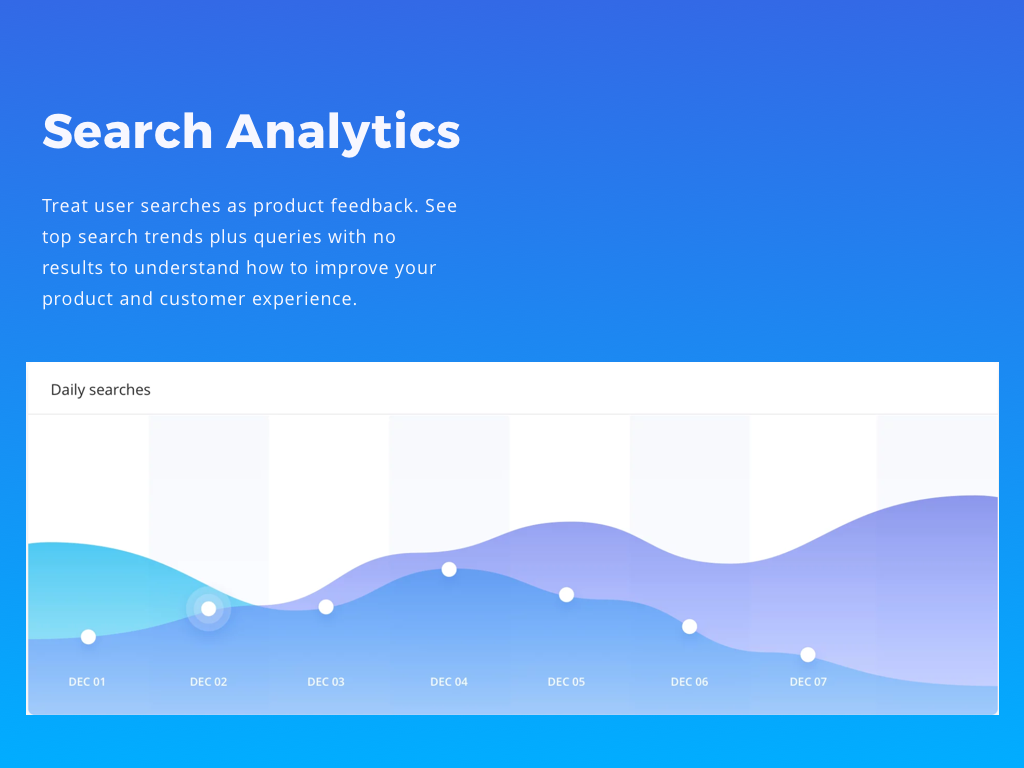 Search Analytics
Treat user searches as product feedback. See
top search trends plus queries with no
results to understand how to improve your
product and customer experience.
Daily searches
DEC 01 DEC 02 DEC 03 DEC 04 DEC 05 DEC 06 DEC 07